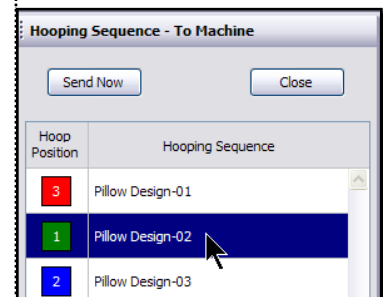 Hooping Sequence - To Machine
Send Now Close
Hoop Position Hooping Sequence
3 Pillow Design-01
1 Pillow Design-02
2 Pillow Design-03